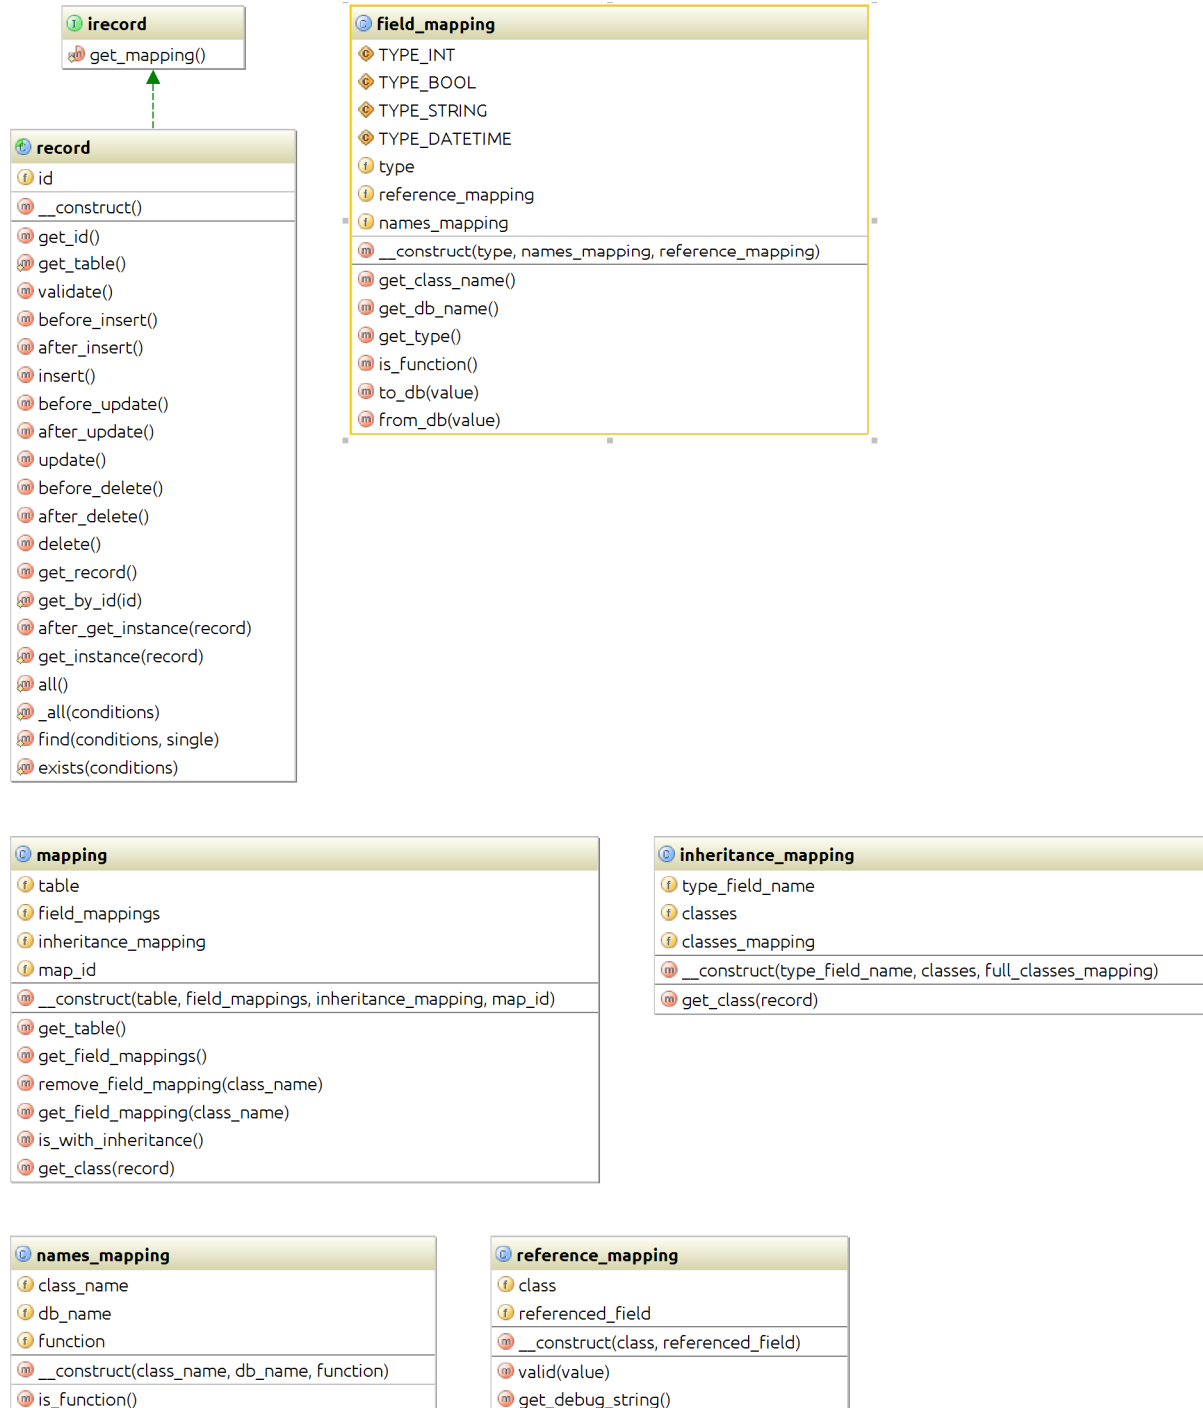 irecord
get_mapping()
record
id
__construct()
get_id()
get_table()
validate()
before_insert()
after_insert()
insert()
before_update()
after_update()
update()
before_delete()
after_delete()
delete()
get_record()
get_by_id(id)
after_get_instance(record)
get_instance(record)
all()
_all(conditions)
find(conditions, single)
exists(conditions)
field_mapping
TYPE_INT
TYPE_BOOL
TYPE_STRING
TYPE_DATETIME
type
reference_mapping
names_mapping
__construct(type, names_mapping, reference_mapping)
get_class_name()
get_db_name()
get_type()
is_function()
to_db(value)
from_db(value)
mapping
table
field_mappings
inheritance_mapping
map_id
__construct(table, field_mappings, inheritance_mapping, map_id)
get_table()
get_field_mappings()
remove_field_mapping(class_name)
get_field_mapping(class_name)
is_with_inheritance()
get_class(record)
inheritance_mapping
type_field_name
classes
classes_mapping
__construct(type_field_name, classes, full_classes_mapping)
get_class(record)
names_mapping
class_name
db_name
function
__construct(class_name, db_name, function)
is_function()
reference_mapping
class
referenced_field
__construct(class, referenced_field)
valid(value)
get_debug_string()